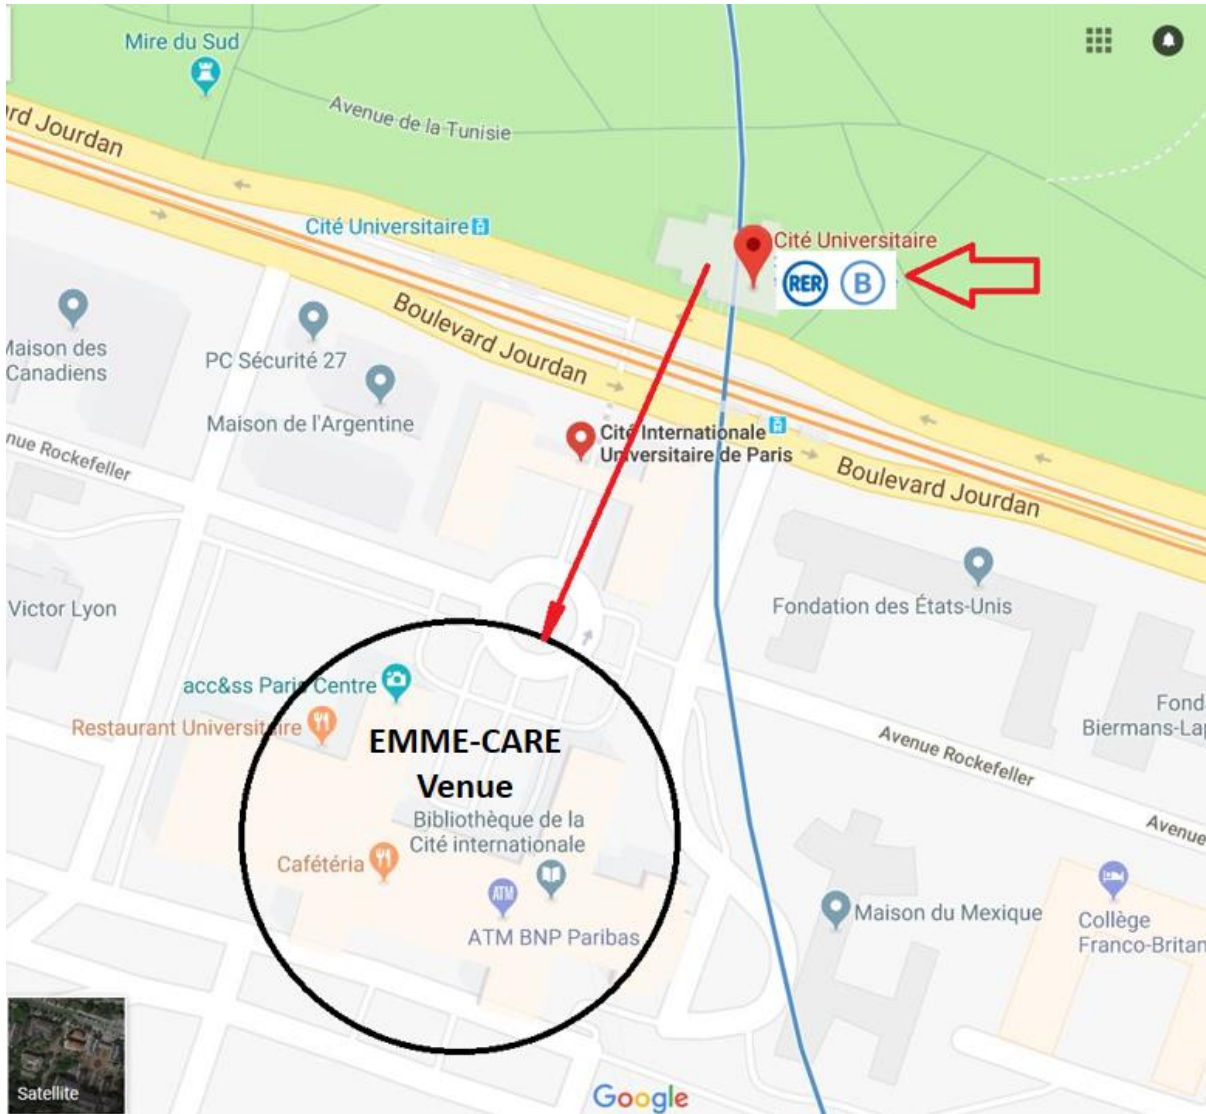 Mire du Sud
Avenue de la Tunisie
rd Jourdan
Cité Universitaire
Cité Universitaire
RER B
Boulevard Jourdan
Maison des
Canadiens
PC Sécurité 27
Maison de l'Argentine
Cité Internationale
Universitaire de Paris
nue Rockefeller
Boulevard Jourdan
Victor Lyon
Fondation des États-Unis
acc&ss Paris Centre
Restaurant Universitaire
EMME-CARE
Venue
Fond
Biermans-Lap
Avenue Rockefeller
Avenue
Bibliothèque de la
Cité internationale
Cafétéria
ATM
ATM BNP Paribas
Maison du Mexique
Collège
Franco-Britan
Satellite
Google